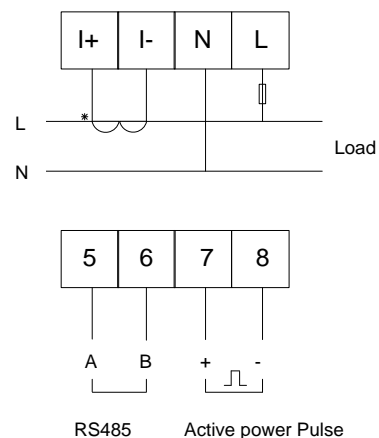 I+ I- N L
L *
Load
N
5 6 7 8
A B + -
RS485 Active power Pulse